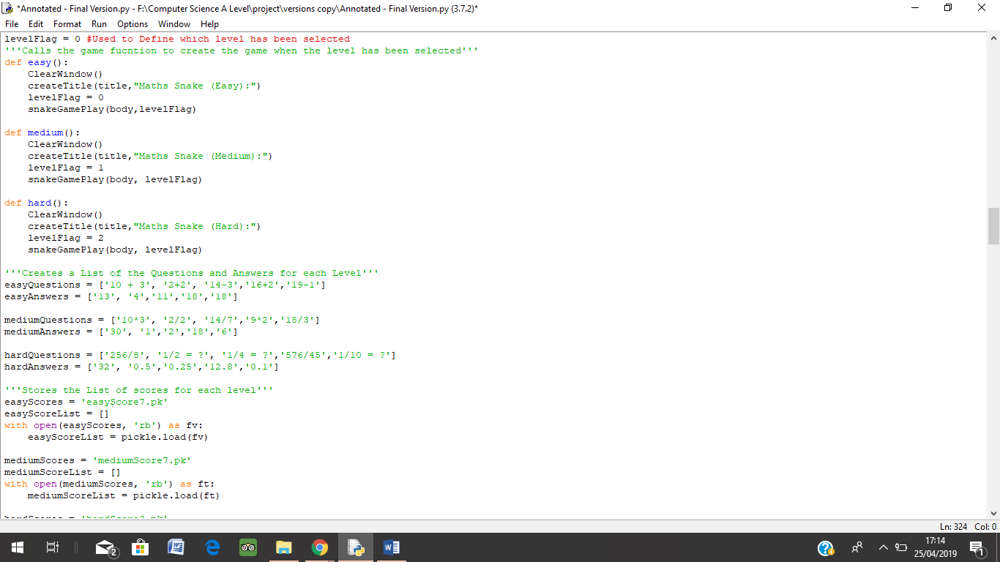 *Annotated - Final Version.py - F:\Computer Science A Level\project\versions copy\Annotated - Final Version.py (3.7.2)*
File Edit Format Run Options Window Help
levelFlag = 0 #Used to Define which level has been selected
'''Calls the game fucntion to create the game when the level has been selected'''
def easy():
    ClearWindow()
    createTitle(title,"Maths Snake (Easy):")
    levelFlag = 0
    snakeGamePlay(body,levelFlag)

def medium():
    ClearWindow()
    createTitle(title,"Maths Snake (Medium):")
    levelFlag = 1
    snakeGamePlay(body, levelFlag)

def hard():
    ClearWindow()
    createTitle(title,"Maths Snake (Hard):")
    levelFlag = 2
    snakeGamePlay(body, levelFlag)

'''Creates a List of the Questions and Answers for each Level'''
easyQuestions = ['10 + 3', '2+2', '14-3','16+2','19-1']
easyAnswers = ['13', '4','11','18','18']

mediumQuestions = ['10*3', '2/2', '14/7','9*2','18/3']
mediumAnswers = ['30', '1','2','18','6']

hardQuestions = ['256/8', '1/2 = ?', '1/4 = ?','576/45','1/10 = ?']
hardAnswers = ['32', '0.5','0.25','12.8','0.1']

'''Stores the List of scores for each level'''
easyScores = 'easyScore7.pk'
easyScoreList = []
with open(easyScores, 'rb') as fv:
    easyScoreList = pickle.load(fv)

mediumScores = 'mediumScore7.pk'
mediumScoreList = []
with open(mediumScores, 'rb') as ft:
    mediumScoreList = pickle.load(ft)

Ln: 324 Col: 0
2
17:14
25/04/2019
1